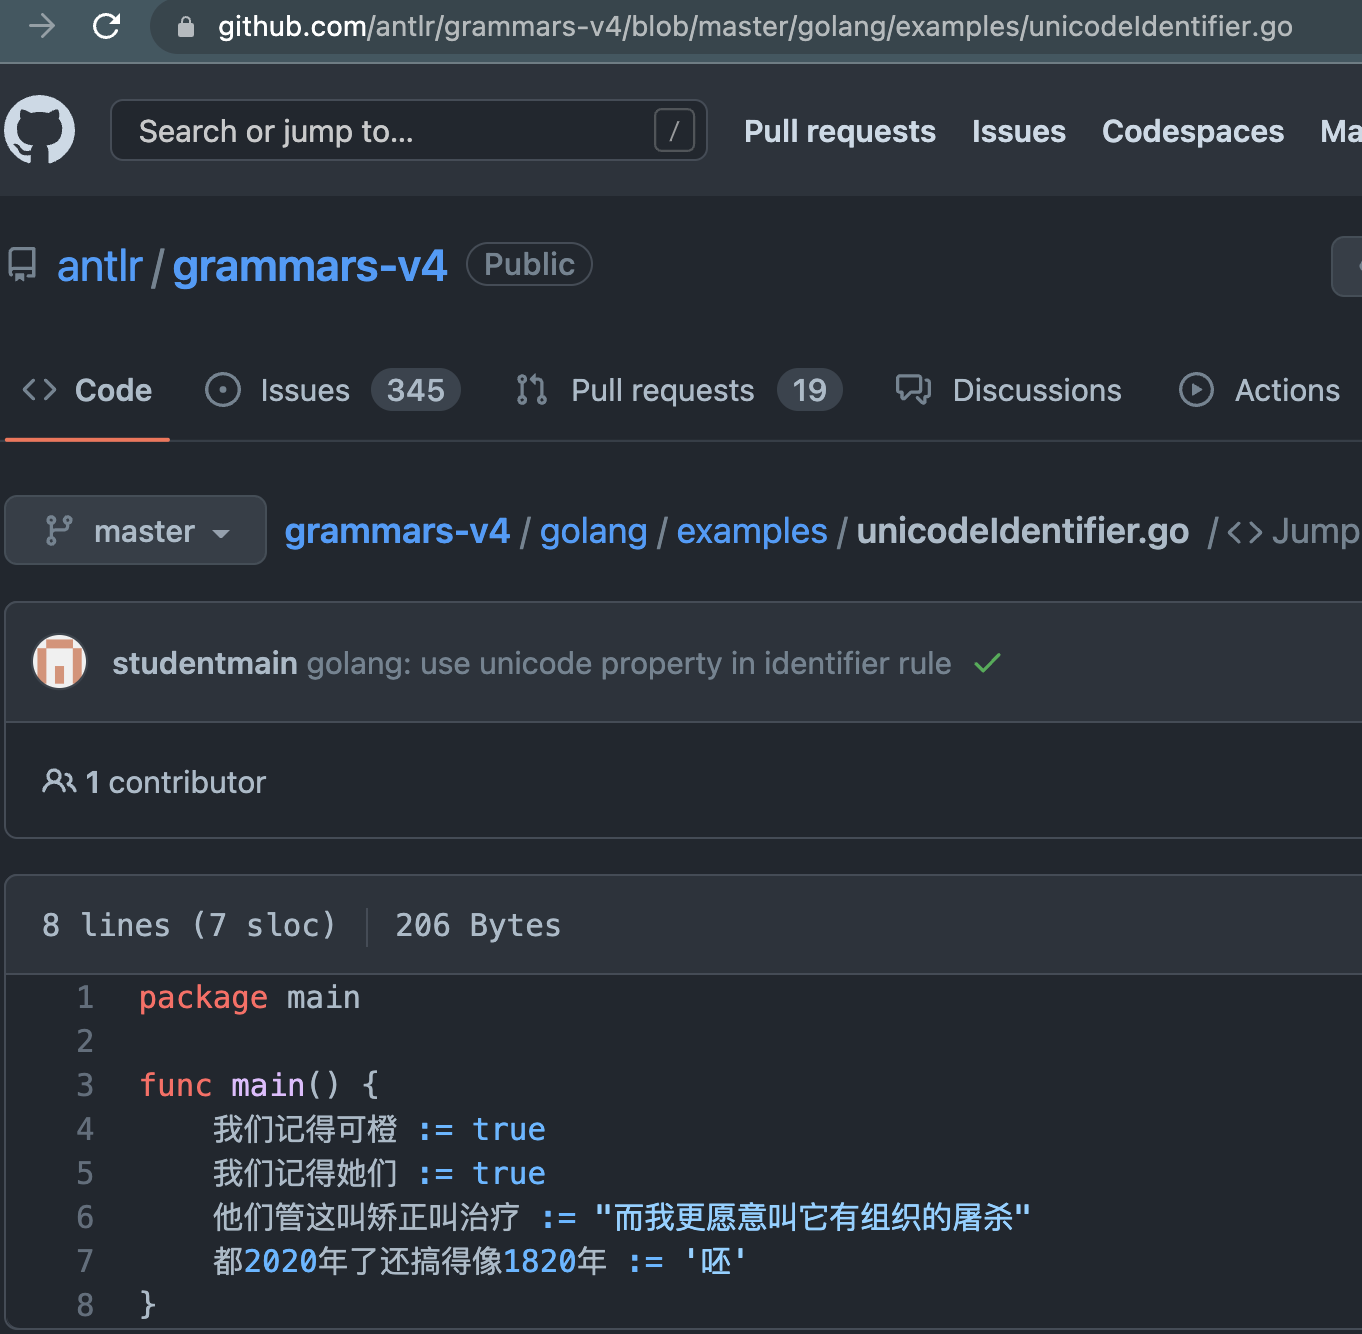 github.com/antlr/grammars-v4/blob/master/golang/examples/unicodeIdentifier.go
Search or jump to... /
Pull requests Issues Codespaces Ma
antlr / grammars-v4 Public
Code Issues 345 Pull requests 19 Discussions Actions
master grammars-v4 / golang / examples / unicodeIdentifier.go / <> Jump
studentmain golang: use unicode property in identifier rule
1 contributor
8 lines (7 sloc) 206 Bytes
1 package main
2
3 func main() {
4 我们记得可橙 := true
5 我们记得她们 := true
6 他们管这叫矫正叫治疗 := "而我更愿意叫它有组织的屠杀"
7 都2020年了还搞得像1820年 := '呸'
8 }